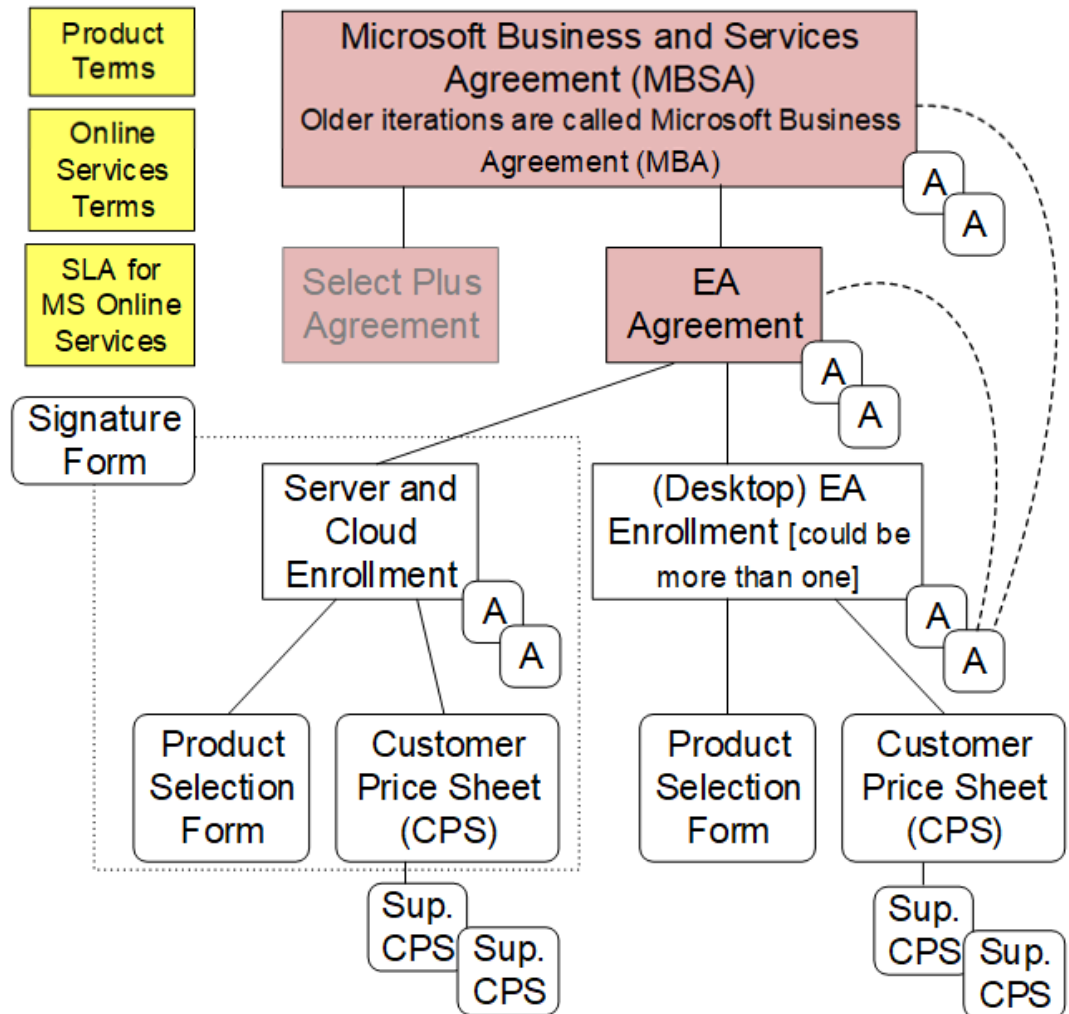 Product
Terms
Online
Services
Terms
SLA for
MS Online
Services
Microsoft Business and Services
Agreement (MBSA)
Older iterations are called Microsoft Business
Agreement (MBA)
A
A
Select Plus
Agreement
EA
Agreement
A
A
Signature
Form
Server and
Cloud
Enrollment
A
A
(Desktop) EA
Enrollment [could be
more than one]
A
A
Product
Selection
Form
Customer
Price Sheet
(CPS)
Product
Selection
Form
Customer
Price Sheet
(CPS)
Sup.
CPS
Sup.
CPS
Sup.
CPS
Sup.
CPS